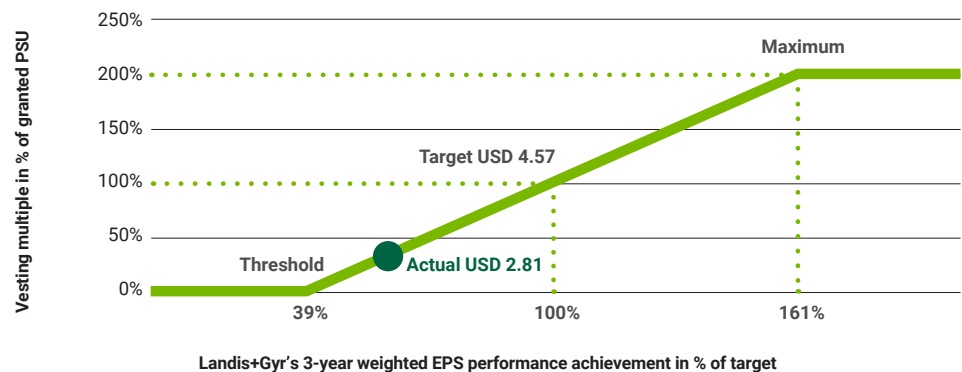 250%
Maximum
200%
150%
Target USD 4.57
100%
50%
Threshold
Actual USD 2.81
0%
39%
100%
161%
Vesting multiple in % of granted PSU
Landis+Gyr’s 3-year weighted EPS performance achievement in % of target